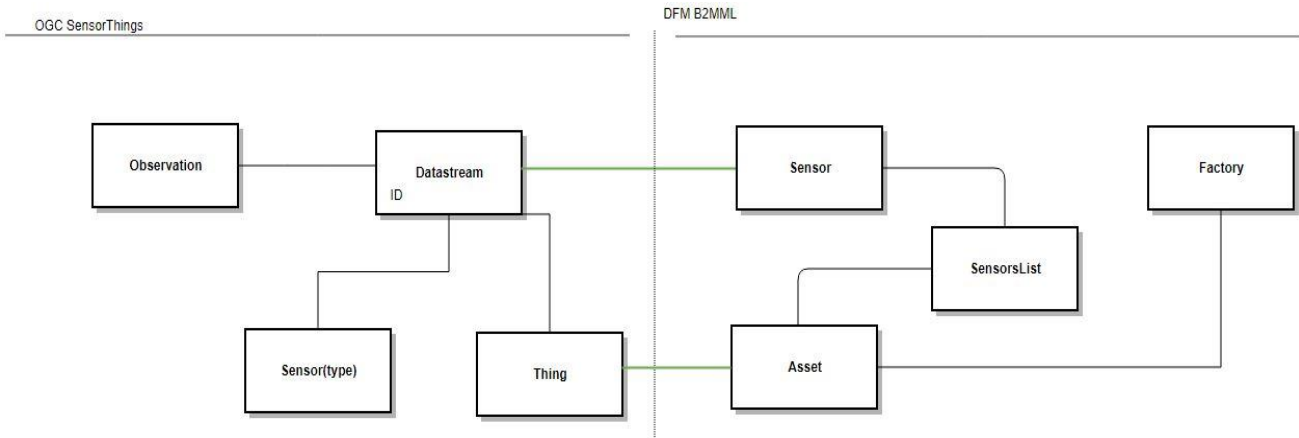 OGC SensorThings
DFM B2MML
Observation
Datastream
ID
Sensor
Factory
SensorsList
Sensor(type)
Thing
Asset